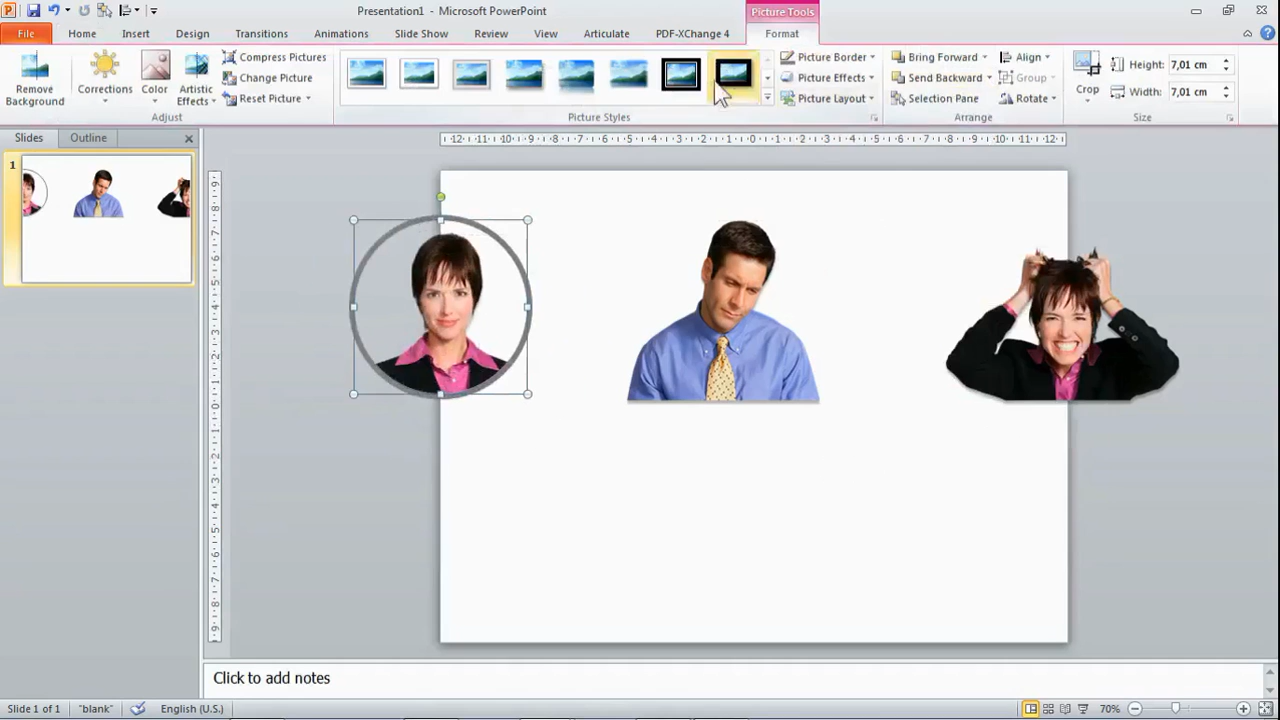 Presentation1 - Microsoft PowerPoint
Picture Tools
File
Home
Insert
Design
Transitions
Animations
Slide Show
Review
View
Articulate
PDF-XChange 4
Format
Remove Background
Corrections
Color
Artistic Effects
Compress Pictures
Change Picture
Reset Picture
Adjust
Picture Styles
Picture Border
Picture Effects
Picture Layout
Bring Forward
Send Backward
Selection Pane
Align
Group
Rotate
Arrange
Crop
Height: 7,01 cm
Width: 7,01 cm
Size
Slides
Outline
1
Click to add notes
Slide 1 of 1
"blank"
English (U.S.)
70%